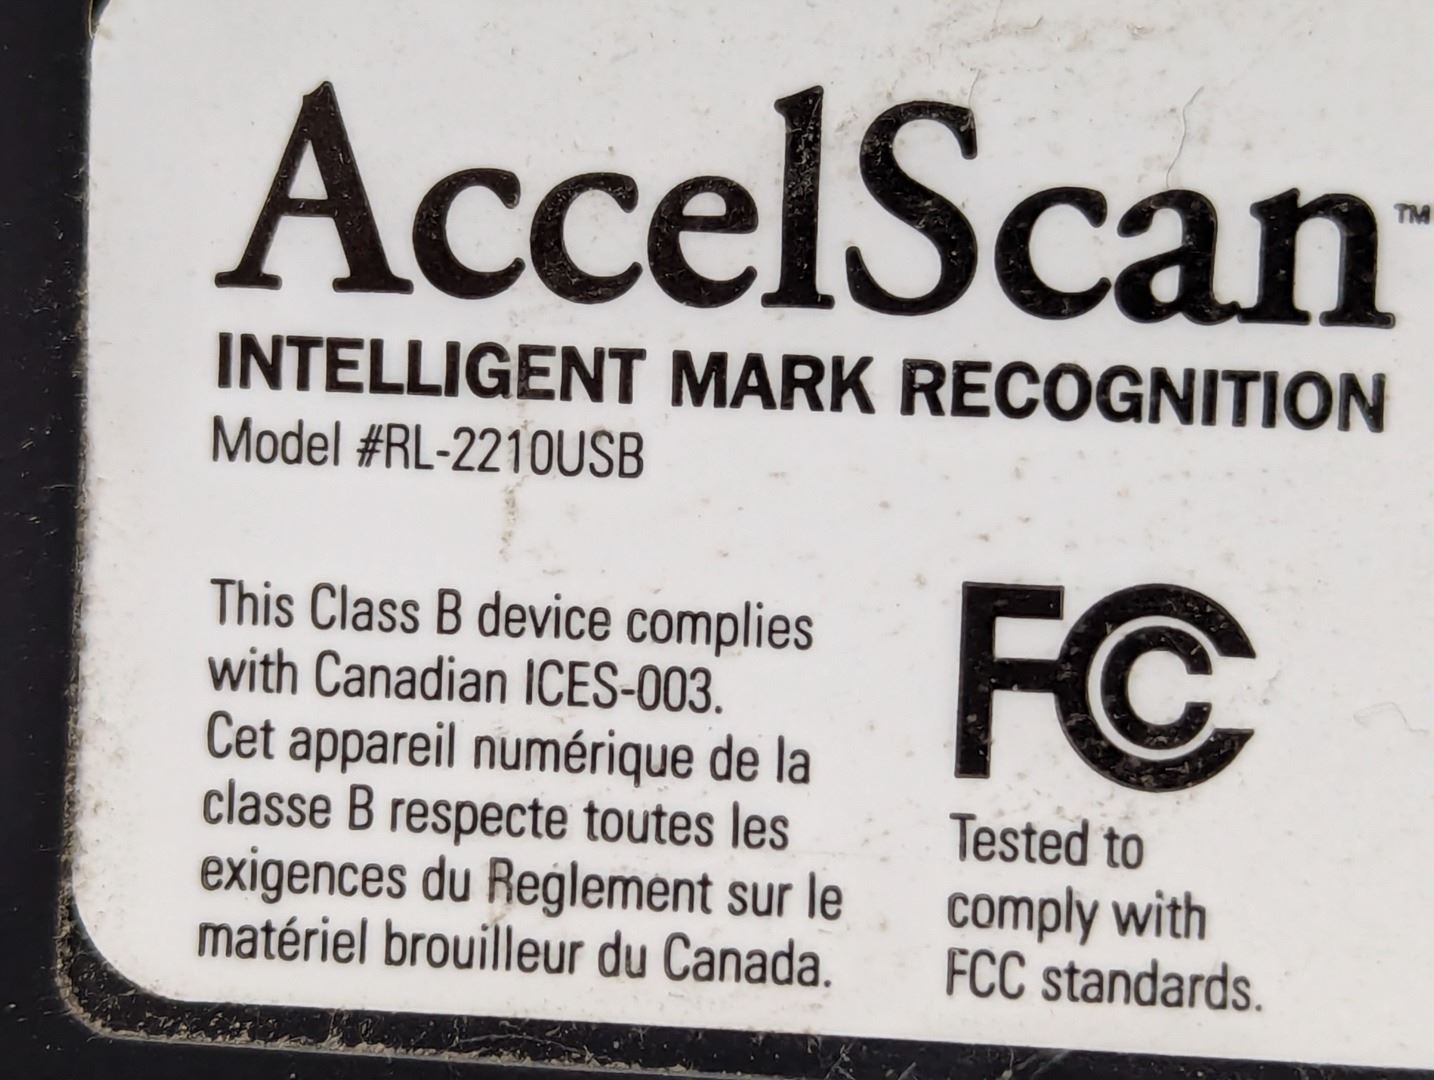 AccelScan™
INTELLIGENT MARK RECOGNITION
Model #RL-2210USB
This Class B device complies
with Canadian ICES-003.
Cet appareil numérique de la
classe B respecte toutes les
exigences du Reglement sur le
matériel brouilleur du Canada.
FCC
Tested to
comply with
FCC standards.